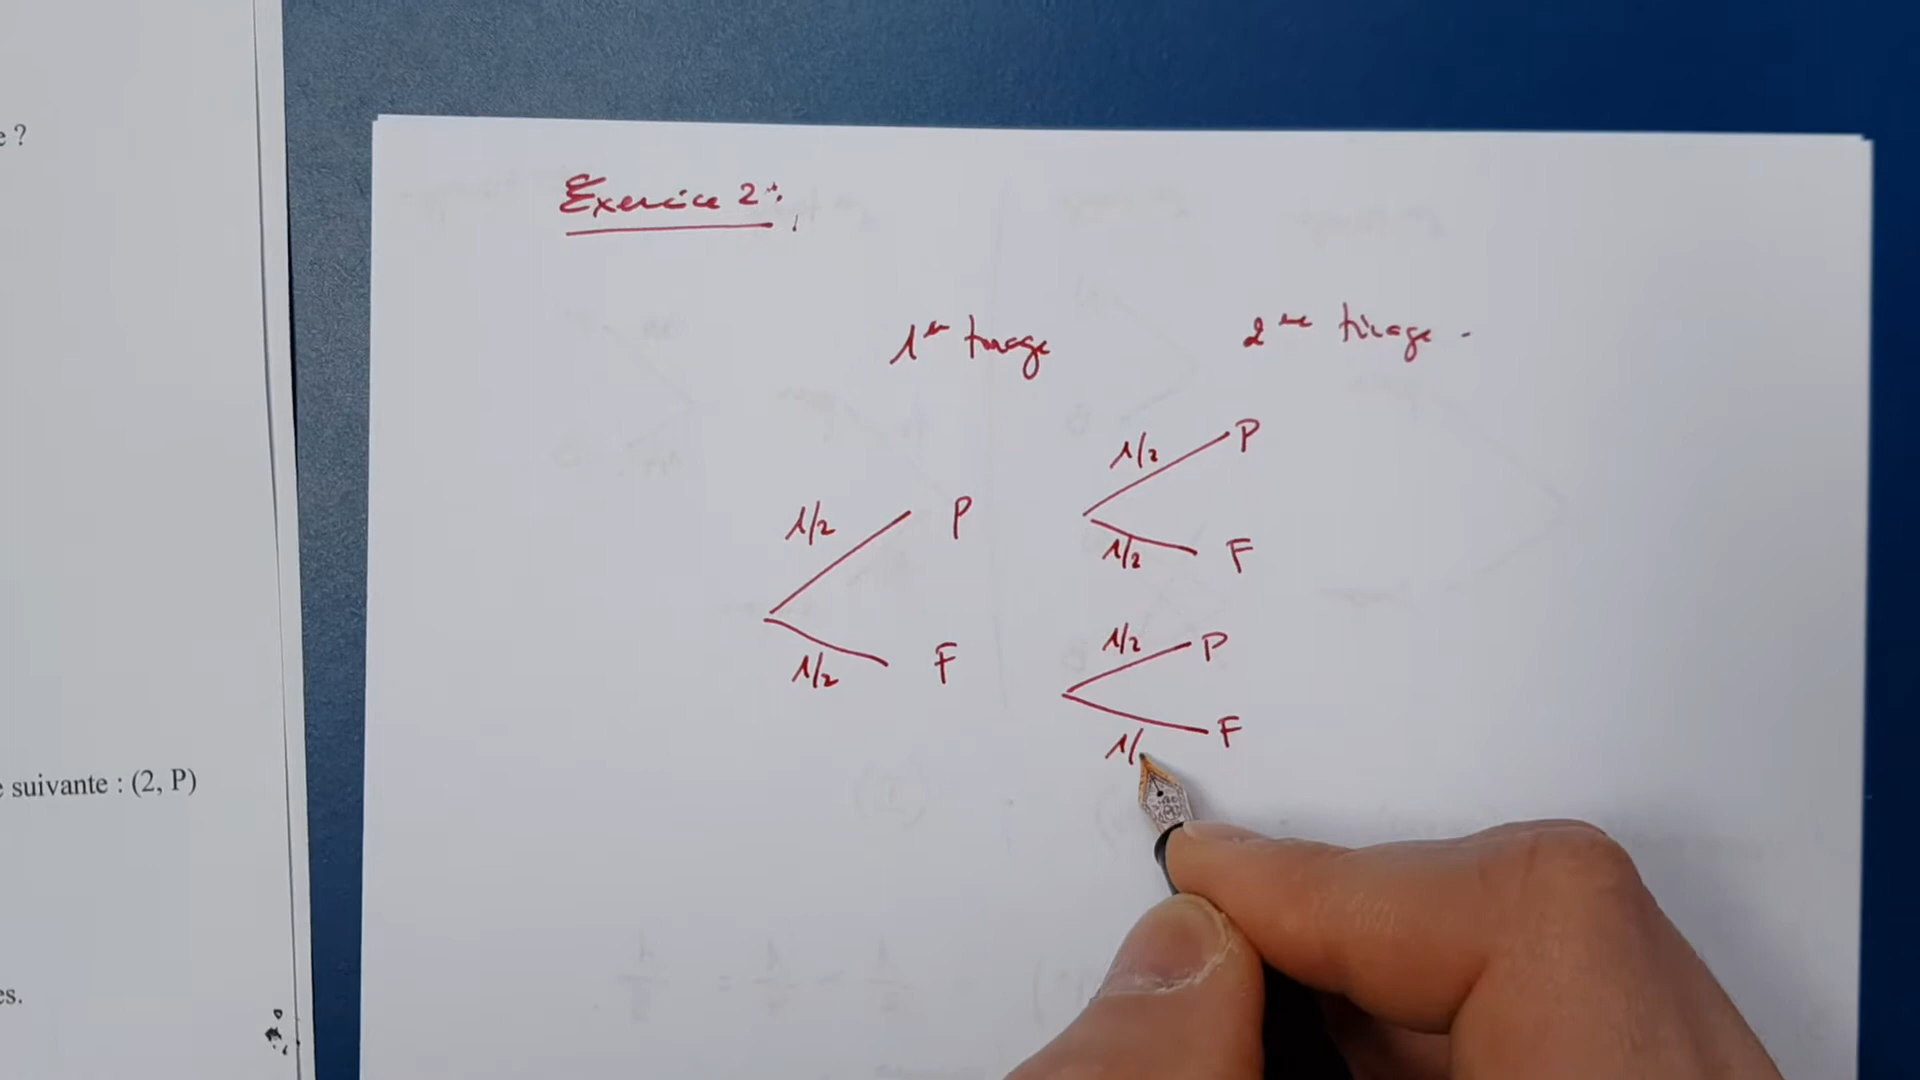 e ?
e suivante : (2, P)
es.
Exercice 2 :
1er tirage 2ème tirage
1/2 P
1/2 P
1/2 F
1/2 P
1/2 F
1/2 F
1/